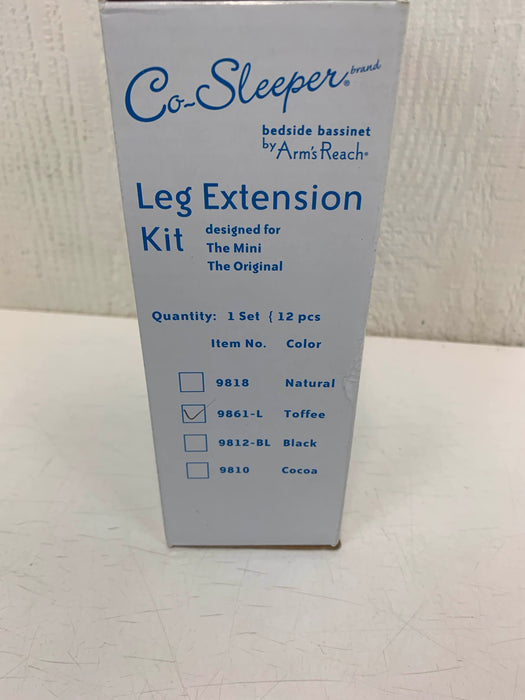 Co-Sleeper® brand
bedside bassinet
by Arm's Reach®
Leg Extension
Kit designed for
The Mini
The Original
Quantity: 1 Set { 12 pcs
Item No. Color
9818 Natural
9861-L Toffee
9812-BL Black
9810 Cocoa